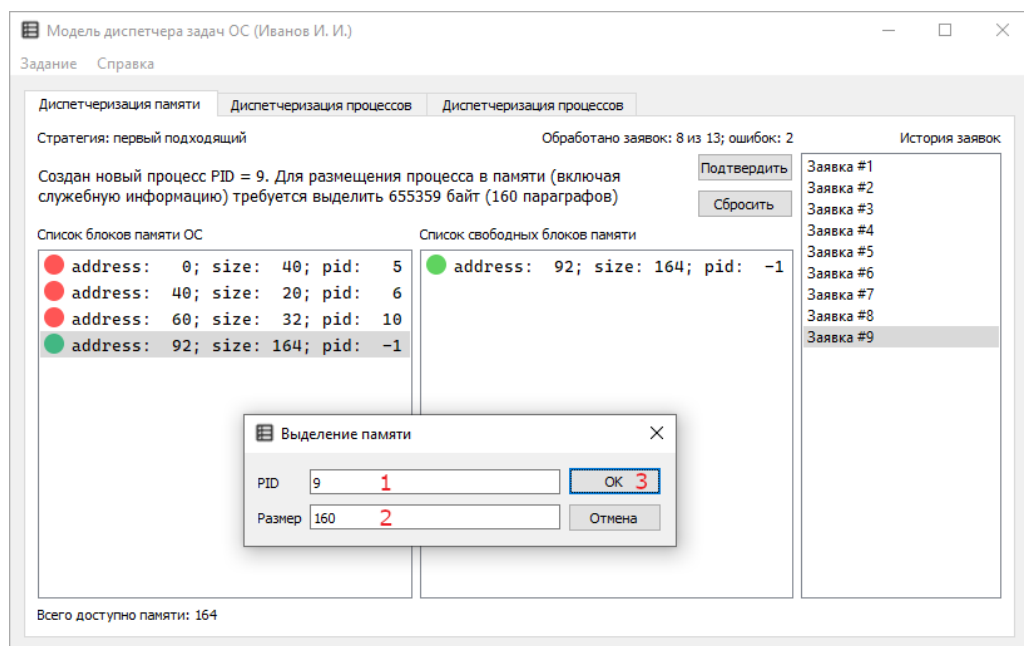 Модель диспетчера задач ОС (Иванов И. И.)
Задание Справка
Диспетчеризация памяти Диспетчеризация процессов Диспетчеризация процессов
Стратегия: первый подходящий Обработано заявок: 8 из 13; ошибок: 2 История заявок
Создан новый процесс PID = 9. Для размещения процесса в памяти (включая
служебную информацию) требуется выделить 655359 байт (160 параграфов)
Подтвердить
Сбросить
Список блоков памяти ОС
address: 0; size: 40; pid: 5
address: 40; size: 20; pid: 6
address: 60; size: 32; pid: 10
address: 92; size: 164; pid: -1
Список свободных блоков памяти
address: 92; size: 164; pid: -1
Заявка #1
Заявка #2
Заявка #3
Заявка #4
Заявка #5
Заявка #6
Заявка #7
Заявка #8
Заявка #9
Выделение памяти
PID 9 1 OK 3
Размер 160 2 Отмена
Всего доступно памяти: 164